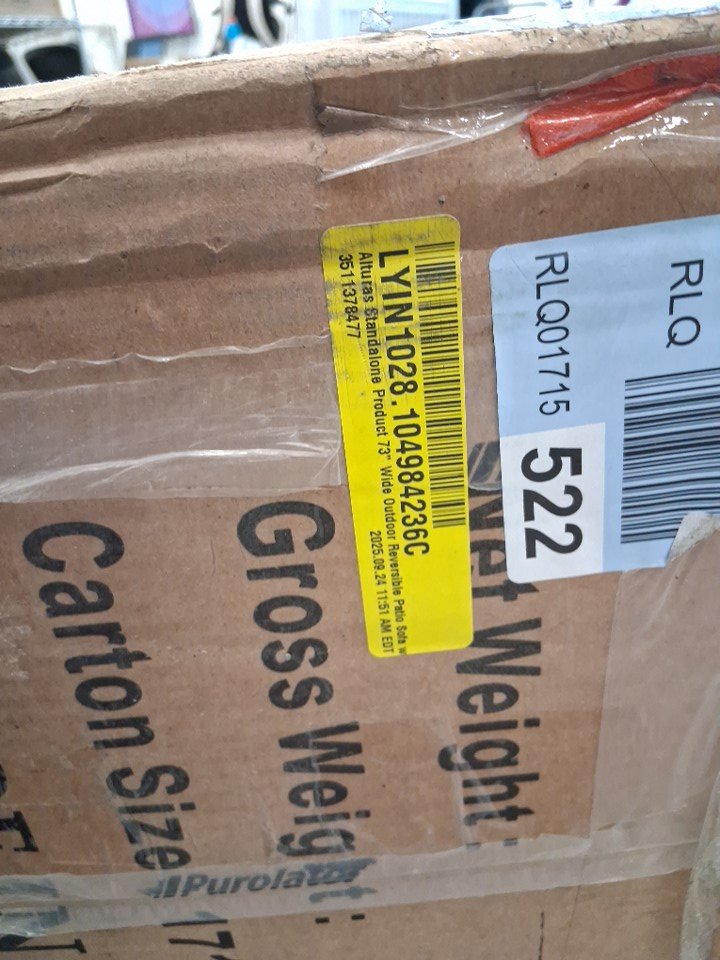 RLQ
RLQ01715
522
LYIN1028.104984236C
Alturas Standalone Product 73" Wide Outdoor Reversible Patio Sofa w
3511378477
2025.09.24 11:51 AM EDT
Net Weight :
Gross Weight :
Carton Size
Purolator